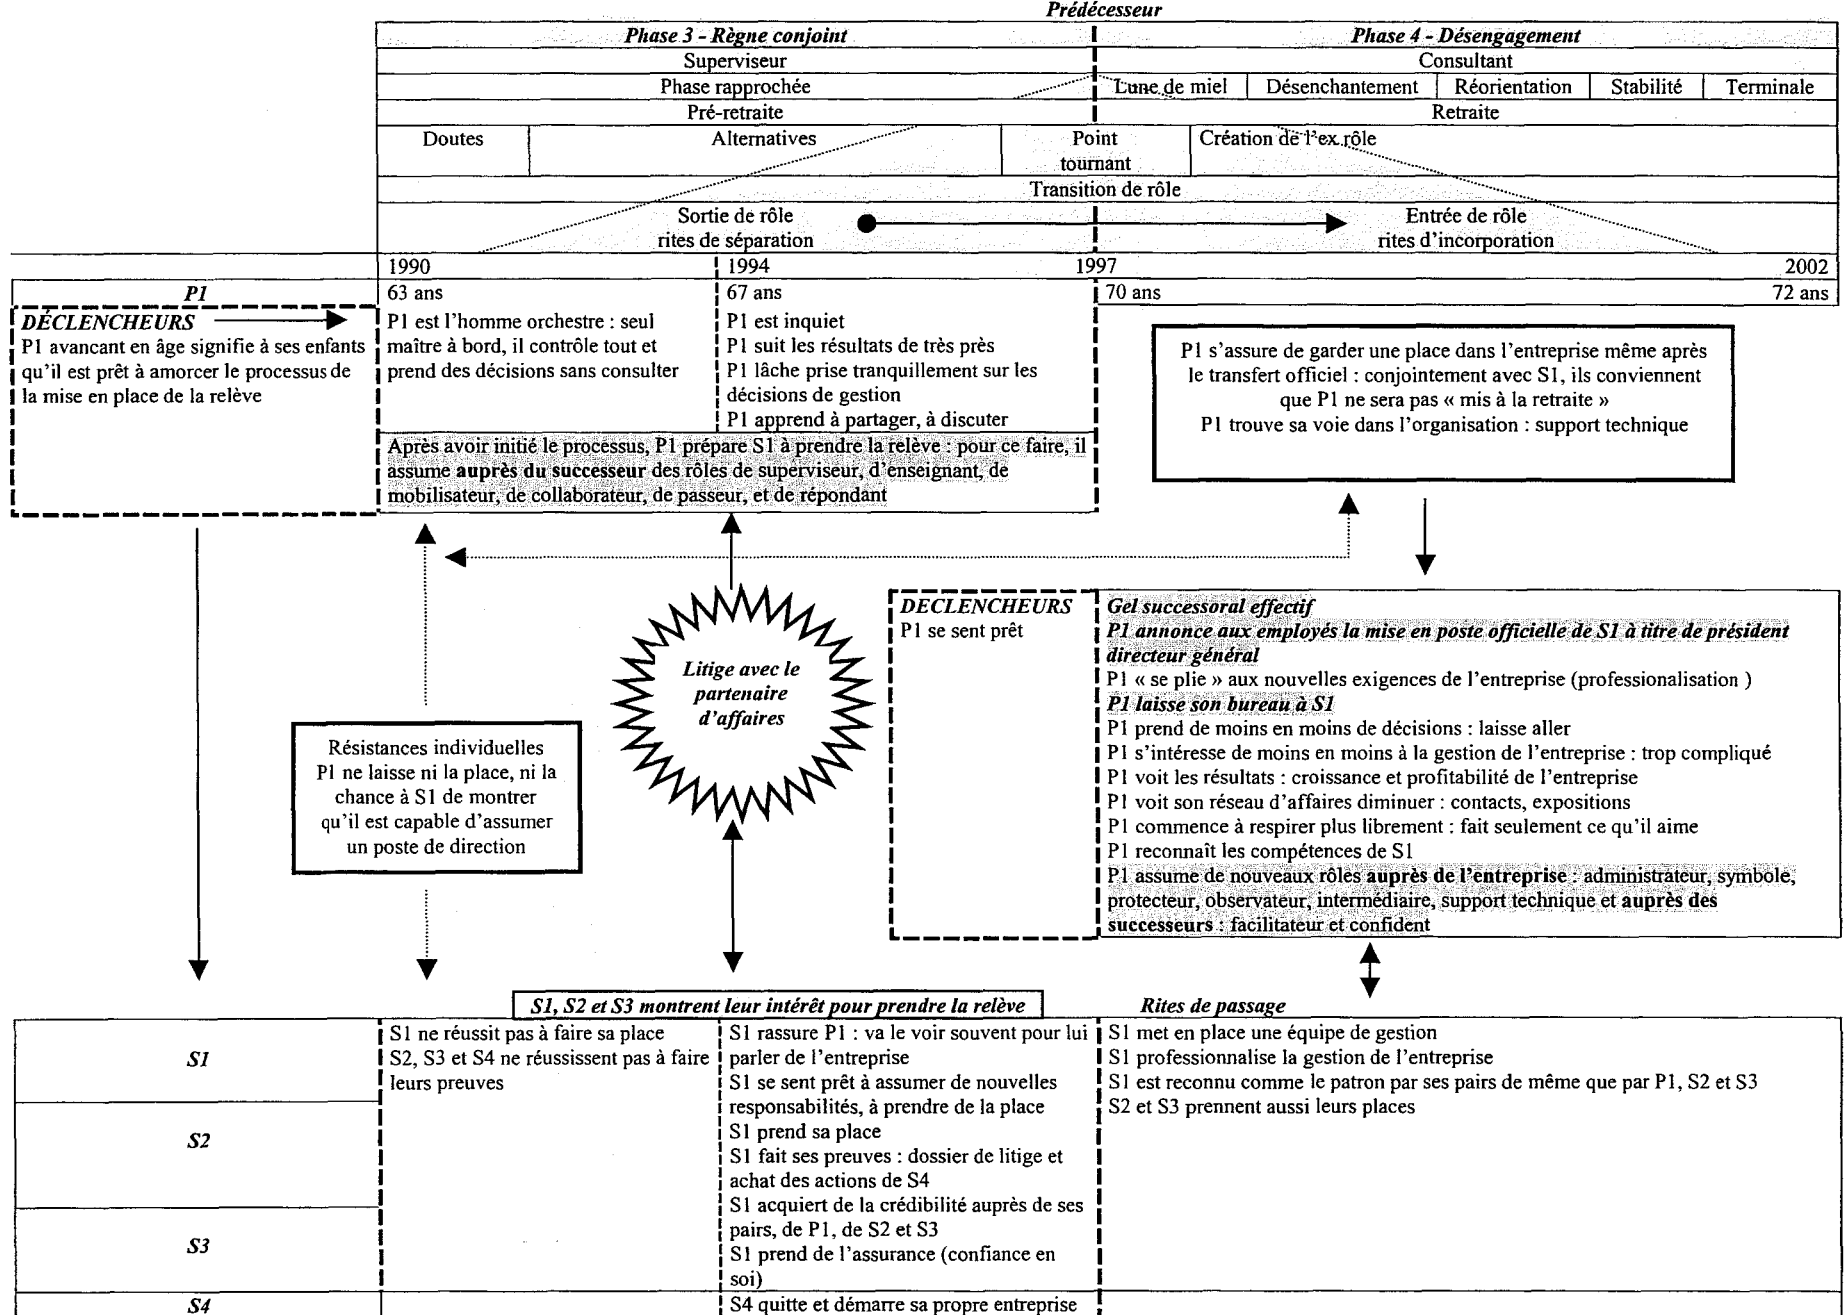 Prédécesseur
Phase 3 - Règne conjoint
Phase 4 - Désengagement
Superviseur
Consultant
Phase rapprochée
Lune de miel
Désenchantement
Réorientation
Stabilité
Terminale
Pré-retraite
Retraite
Doutes
Alternatives
Point
tournant
Création de l'ex rôle
Transition de rôle
Sortie de rôle
rites de séparation
Entrée de rôle
rites d'incorporation
1990
1994
1997
2002
P1
63 ans
67 ans
70 ans
72 ans
DÉCLENCHEURS
P1 avancant en âge signifie à ses enfants
qu'il est prêt à amorcer le processus de
la mise en place de la relève
P1 est l'homme orchestre : seul
maître à bord, il contrôle tout et
prend des décisions sans consulter
P1 est inquiet
P1 suit les résultats de très près
P1 lâche prise tranquillement sur les
décisions de gestion
P1 apprend à partager, à discuter
Après avoir initié le processus, P1 prépare S1 à prendre la relève : pour ce faire, il
assume auprès du successeur des rôles de superviseur, d'enseignant, de
mobilisateur, de collaborateur, de passeur, et de répondant
P1 s'assure de garder une place dans l'entreprise même après
le transfert officiel : conjointement avec S1, ils conviennent
que P1 ne sera pas « mis à la retraite »
P1 trouve sa voie dans l'organisation : support technique
Litige avec le
partenaire
d'affaires
Résistances individuelles
P1 ne laisse ni la place, ni la
chance à S1 de montrer
qu'il est capable d'assumer
un poste de direction
DECLENCHEURS
P1 se sent prêt
Gel successoral effectif
P1 annonce aux employés la mise en poste officielle de S1 à titre de président
directeur général
P1 « se plie » aux nouvelles exigences de l'entreprise (professionalisation )
P1 laisse son bureau à S1
P1 prend de moins en moins de décisions : laisse aller
P1 s'intéresse de moins en moins à la gestion de l'entreprise : trop compliqué
P1 voit les résultats : croissance et profitabilité de l'entreprise
P1 voit son réseau d'affaires diminuer : contacts, expositions
P1 commence à respirer plus librement : fait seulement ce qu'il aime
P1 reconnaît les compétences de S1
P1 assume de nouveaux rôles auprès de l'entreprise : administrateur, symbole,
protecteur, observateur, intermédiaire, support technique et auprès des
successeurs : facilitateur et confident
S1, S2 et S3 montrent leur intérêt pour prendre la relève
Rites de passage
S1
S1 ne réussit pas à faire sa place
S2, S3 et S4 ne réussissent pas à faire
leurs preuves
S1 rassure P1 : va le voir souvent pour lui
parler de l'entreprise
S1 se sent prêt à assumer de nouvelles
responsabilités, à prendre de la place
S1 prend sa place
S1 fait ses preuves : dossier de litige et
achat des actions de S4
S1 acquiert de la crédibilité auprès de ses
pairs, de P1, de S2 et S3
S1 prend de l'assurance (confiance en
soi)
S1 met en place une équipe de gestion
S1 professionnalise la gestion de l'entreprise
S1 est reconnu comme le patron par ses pairs de même que par P1, S2 et S3
S2 et S3 prennent aussi leurs places
S2
S3
S4
S4 quitte et démarre sa propre entreprise